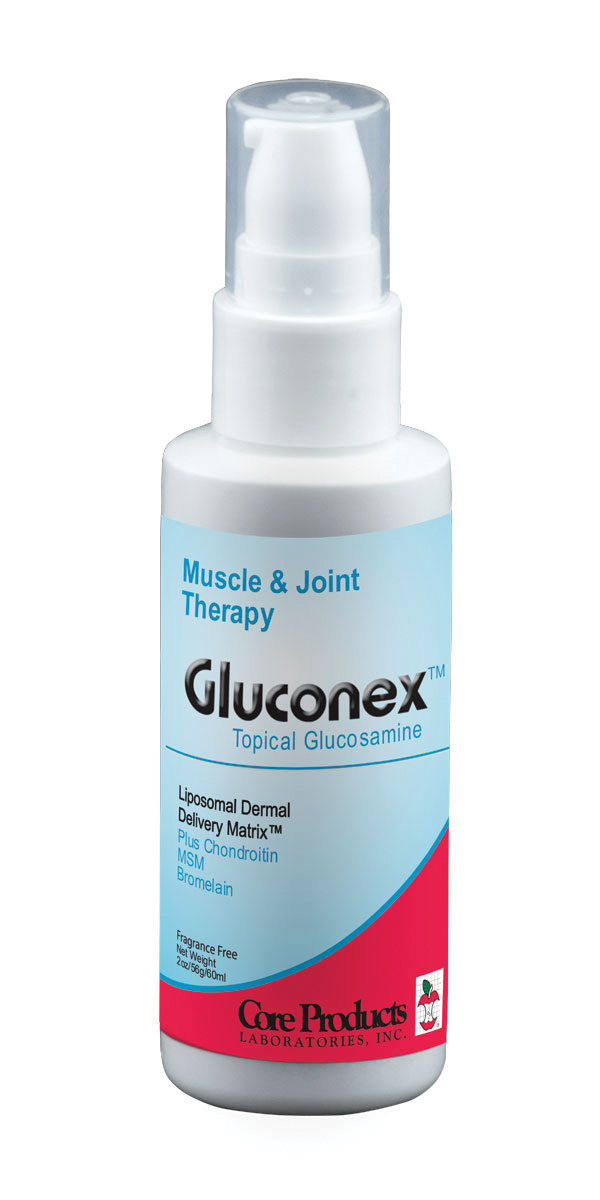 Muscle & Joint
Therapy
Gluconex™
Topical Glucosamine
Liposomal Dermal
Delivery Matrix™
Plus Chondroitin
MSM
Bromelain
Fragrance Free
Net Weight
2oz/56g/60ml
Core Products
LABORATORIES, INC.